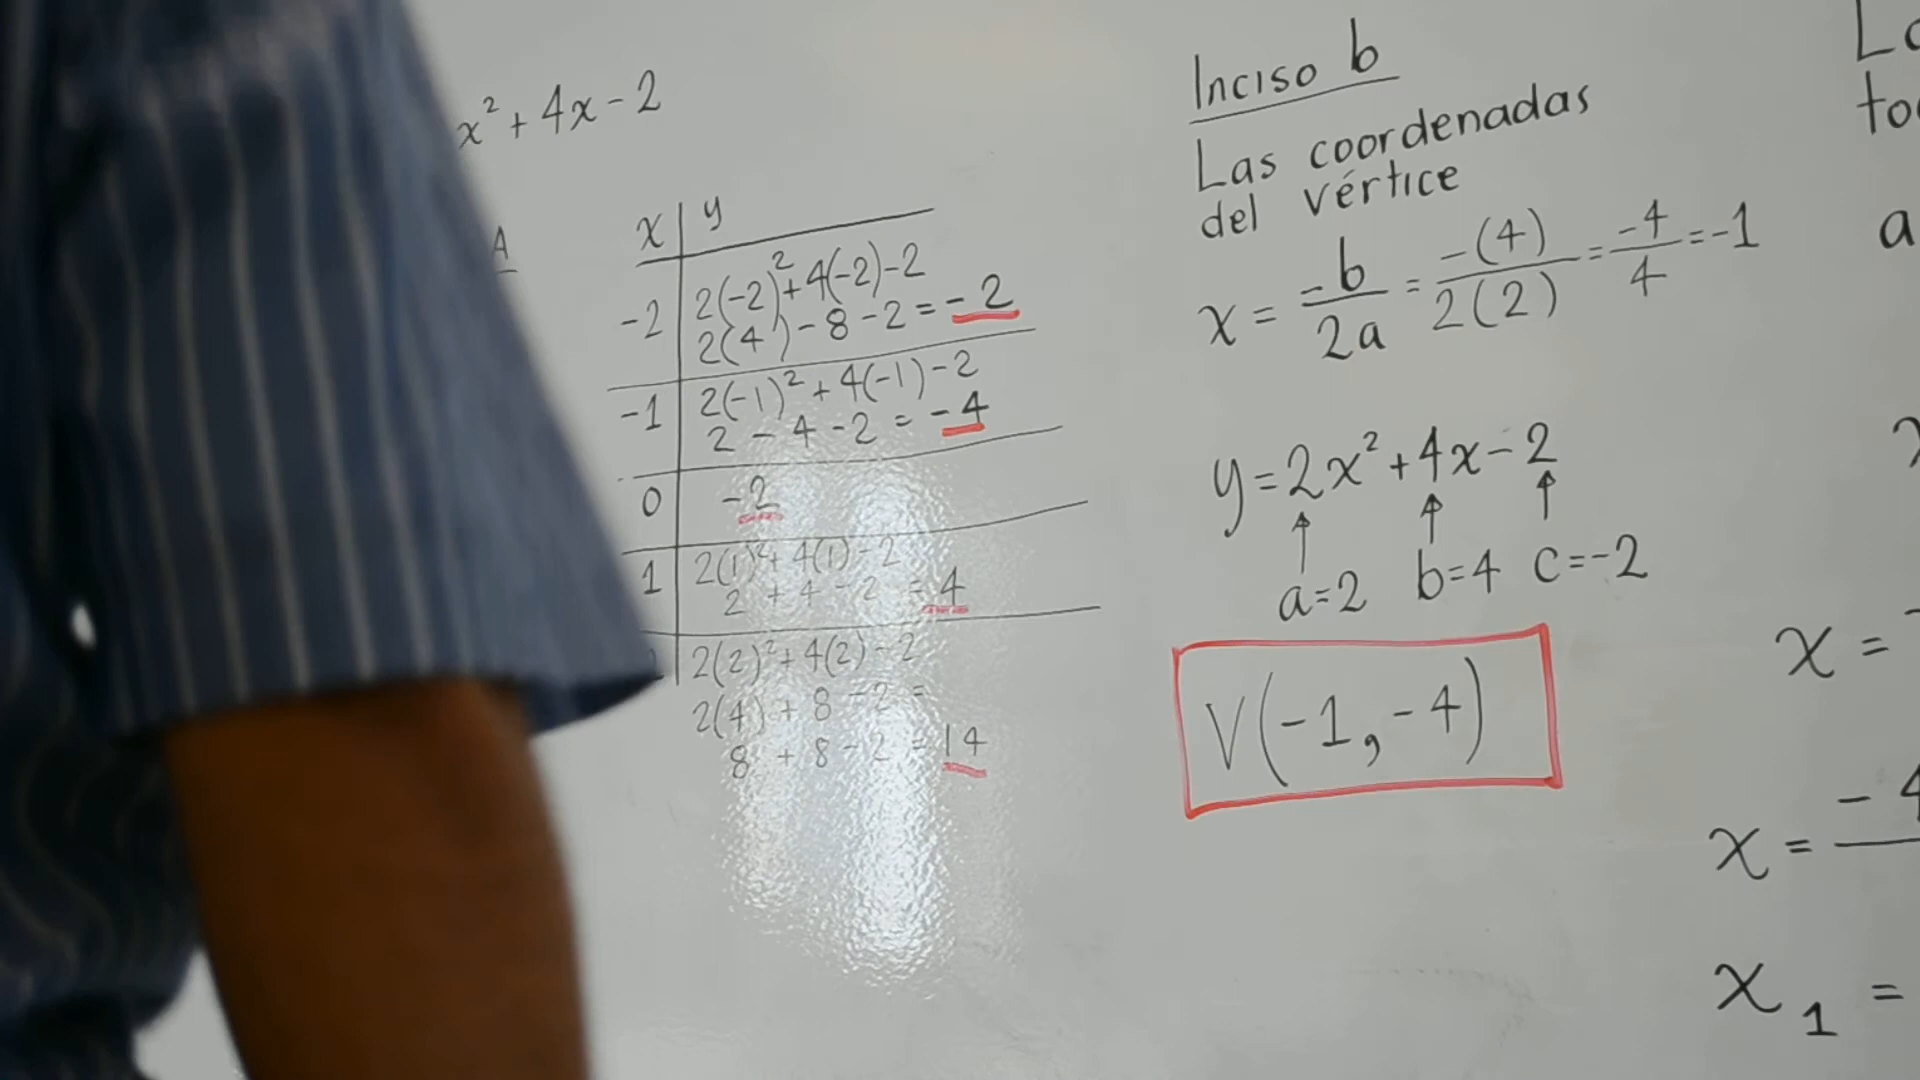 x² + 4x - 2
A
x | y
-2 | 2(-2)² + 4(-2) - 2
2(4) - 8 - 2 = -2
-1 | 2(-1)² + 4(-1) - 2
2 - 4 - 2 = -4
0 | -2
1 | 2(1)² + 4(1) - 2
2 + 4 - 2 = 4
2(2)² + 4(2) - 2
2(4) + 8 - 2 =
8 + 8 - 2 = 14
Inciso b
Las coordenadas
del vértice
x = -b/2a = -(4)/2(2) = -4/4 = -1
y = 2x² + 4x - 2
↑ ↑ ↑
a=2 b=4 c=-2
V(-1, -4)
a
x =
x = -4
x₁ =